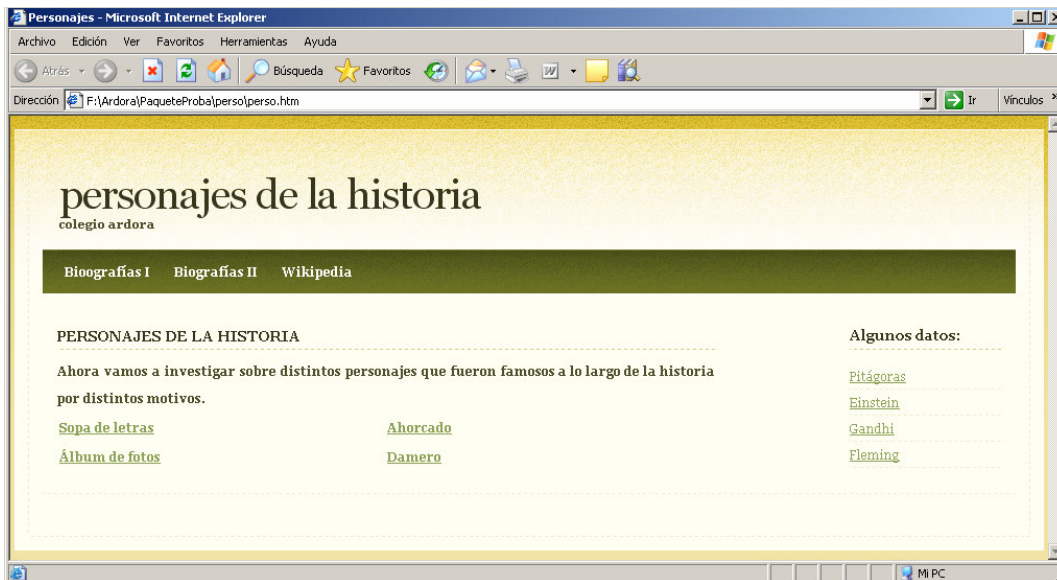 Personajes - Microsoft Internet Explorer
Archivo Edición Ver Favoritos Herramientas Ayuda
Atrás Búsqueda Favoritos
Dirección F:\Ardora\PaqueteProba\perso\perso.htm Ir Vínculos »
personajes de la historia
colegio ardora
Bioografías I Biografías II Wikipedia
PERSONAJES DE LA HISTORIA
Ahora vamos a investigar sobre distintos personajes que fueron famosos a lo largo de la historia
por distintos motivos.
Sopa de letras Ahorcado
Álbum de fotos Damero
Algunos datos:
Pitágoras
Einstein
Gandhi
Fleming
Mi PC